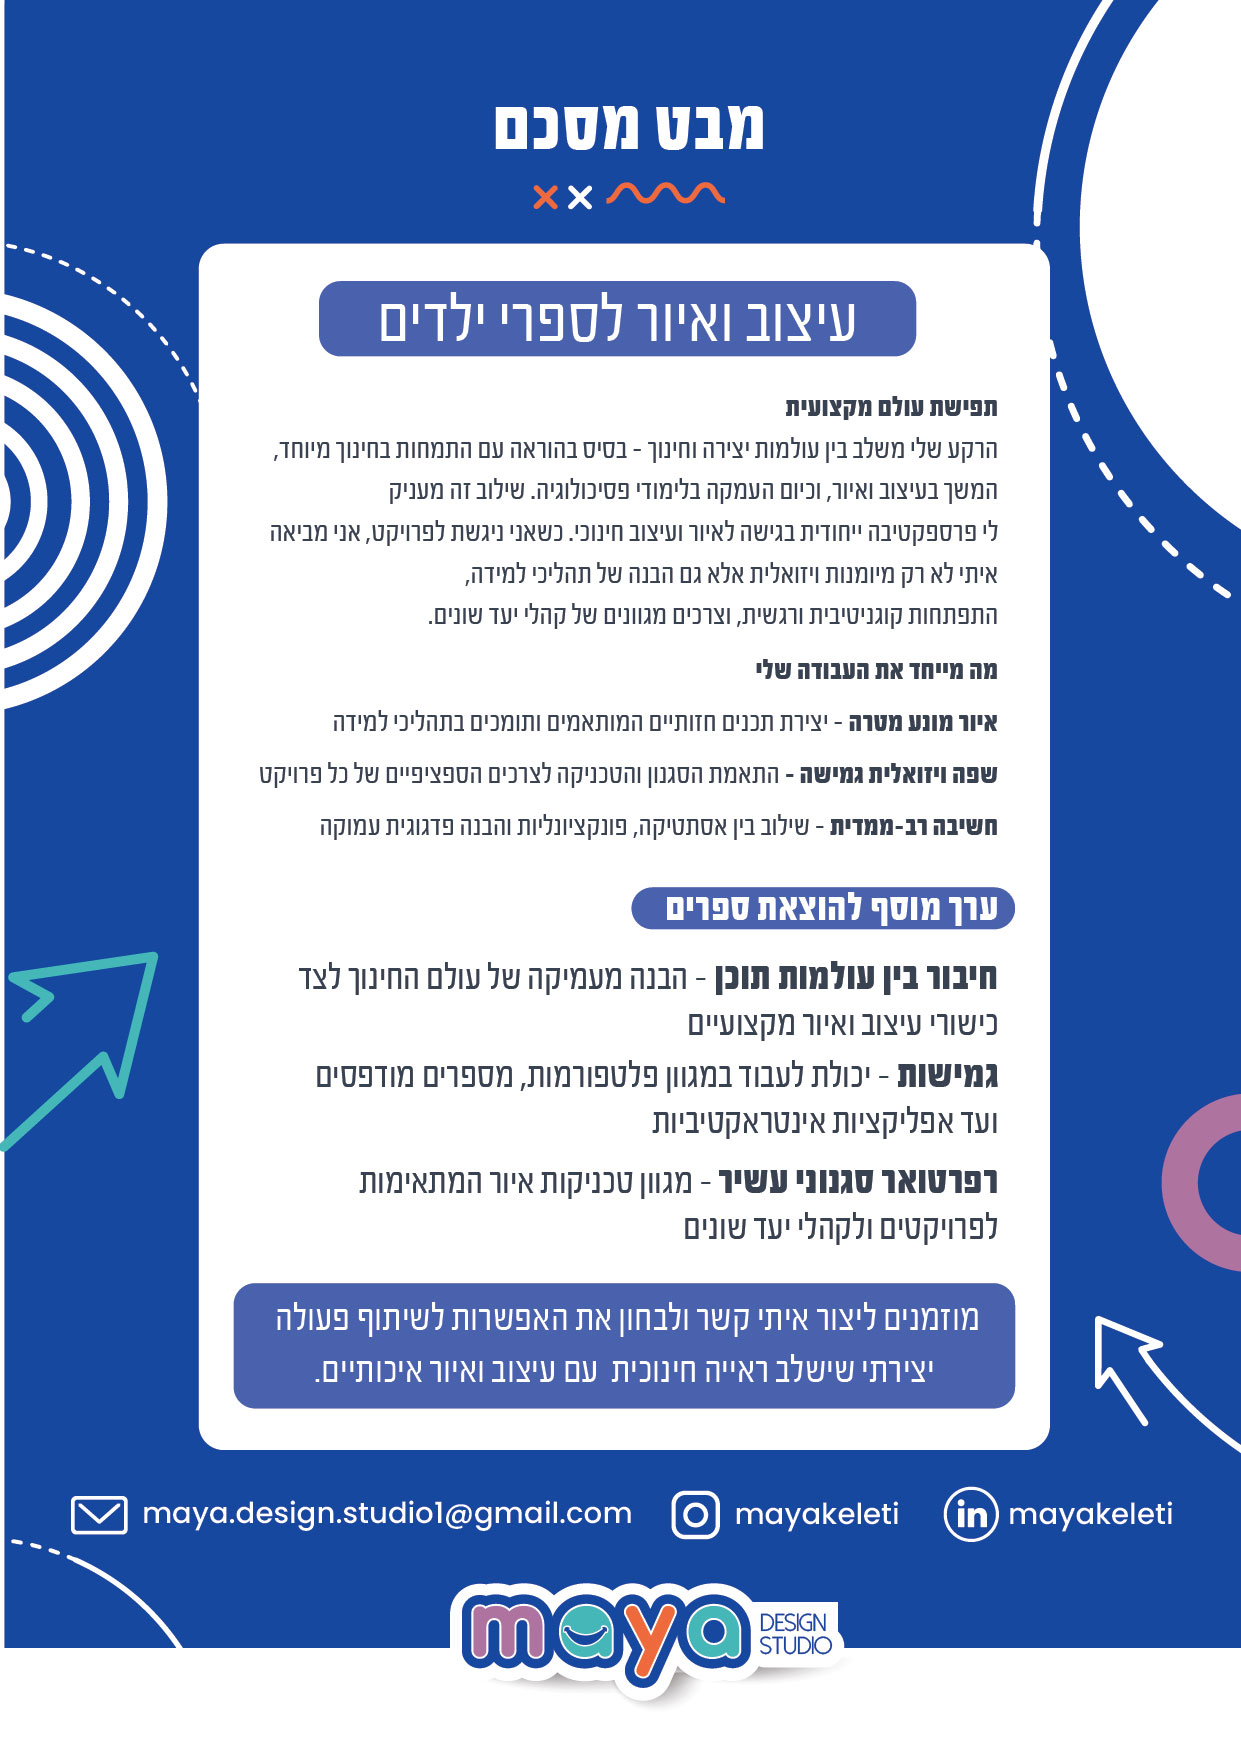 מבט מסכם
עיצוב ואיור לספרי ילדים
תפישת עולם מקצועית
הרקע שלי משלב בין עולמות יצירה וחינוך - בסיס בהוראה עם התמחות בחינוך מיוחד,
המשך בעיצוב ואיור, וכיום העמקה בלימודי פסיכולוגיה. שילוב זה מעניק
לי פרספקטיבה ייחודית בגישה לאיור ועיצוב חינוכי. כשאני ניגשת לפרויקט, אני מביאה
איתי לא רק מיומנות ויזואלית אלא גם הבנה של תהליכי למידה,
התפתחות קוגניטיבית ורגשית, וצרכים מגוונים של קהלי יעד שונים.
מה מייחד את העבודה שלי
איור מונע מטרה - יצירת תכנים חזותיים המותאמים ותומכים בתהליכי למידה
שפה ויזואלית גמישה - התאמת הסגנון והטכניקה לצרכים הספציפיים של כל פרויקט
חשיבה רב-ממדית - שילוב בין אסתטיקה, פונקציונליות והבנה פדגוגית עמוקה
ערך מוסף להוצאת ספרים
חיבור בין עולמות תוכן - הבנה מעמיקה של עולם החינוך לצד
כישורי עיצוב ואיור מקצועיים
גמישות - יכולת לעבוד במגוון פלטפורמות, מספרים מודפסים
ועד אפליקציות אינטראקטיביות
רפרטואר סגנוני עשיר - מגוון טכניקות איור המתאימות
לפרויקטים ולקהלי יעד שונים
מוזמנים ליצור איתי קשר ולבחון את האפשרות לשיתוף פעולה
יצירתי שישלב ראייה חינוכית עם עיצוב ואיור איכותיים.
maya.design.studio1@gmail.com mayakeleti in mayakeleti
maya DESIGN
STUDIO